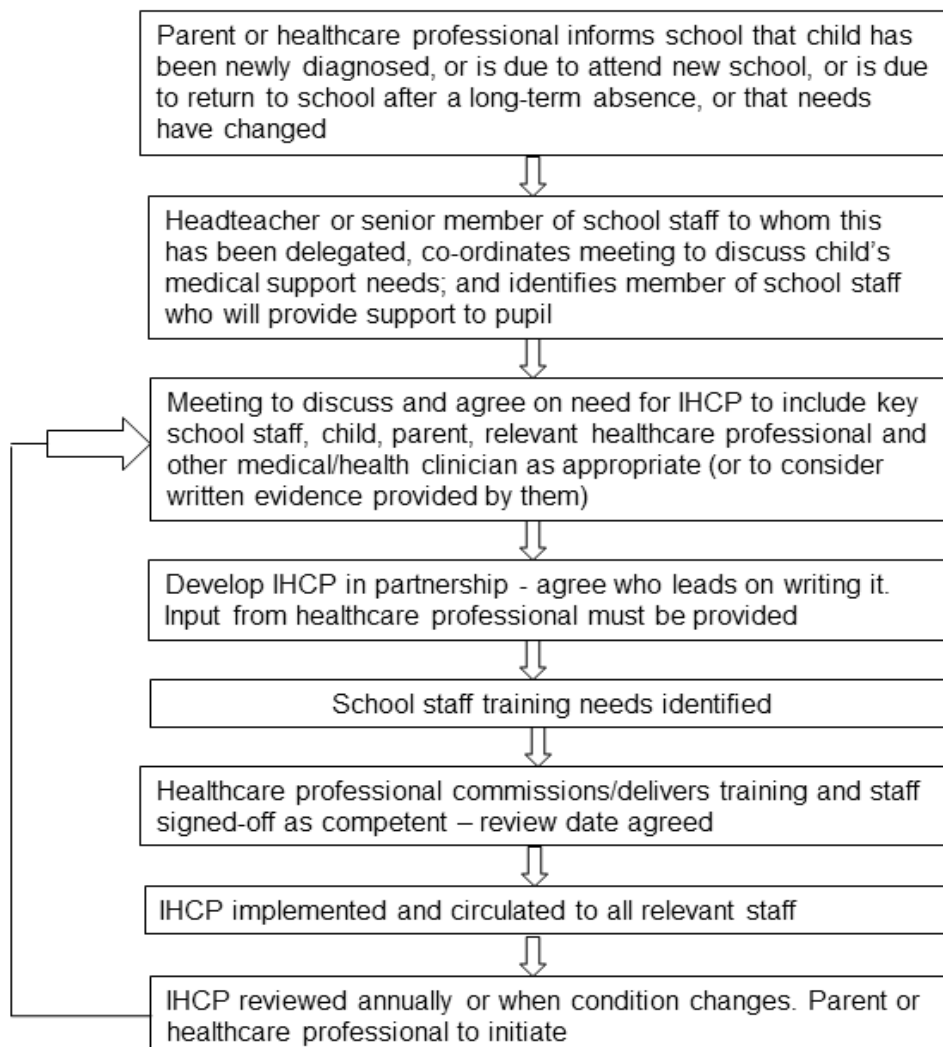 Parent or healthcare professional informs school that child has
been newly diagnosed, or is due to attend new school, or is due
to return to school after a long-term absence, or that needs
have changed
Headteacher or senior member of school staff to whom this
has been delegated, co-ordinates meeting to discuss child’s
medical support needs; and identifies member of school staff
who will provide support to pupil
Meeting to discuss and agree on need for IHCP to include key
school staff, child, parent, relevant healthcare professional and
other medical/health clinician as appropriate (or to consider
written evidence provided by them)
Develop IHCP in partnership - agree who leads on writing it.
Input from healthcare professional must be provided
School staff training needs identified
Healthcare professional commissions/delivers training and staff
signed-off as competent – review date agreed
IHCP implemented and circulated to all relevant staff
IHCP reviewed annually or when condition changes. Parent or
healthcare professional to initiate